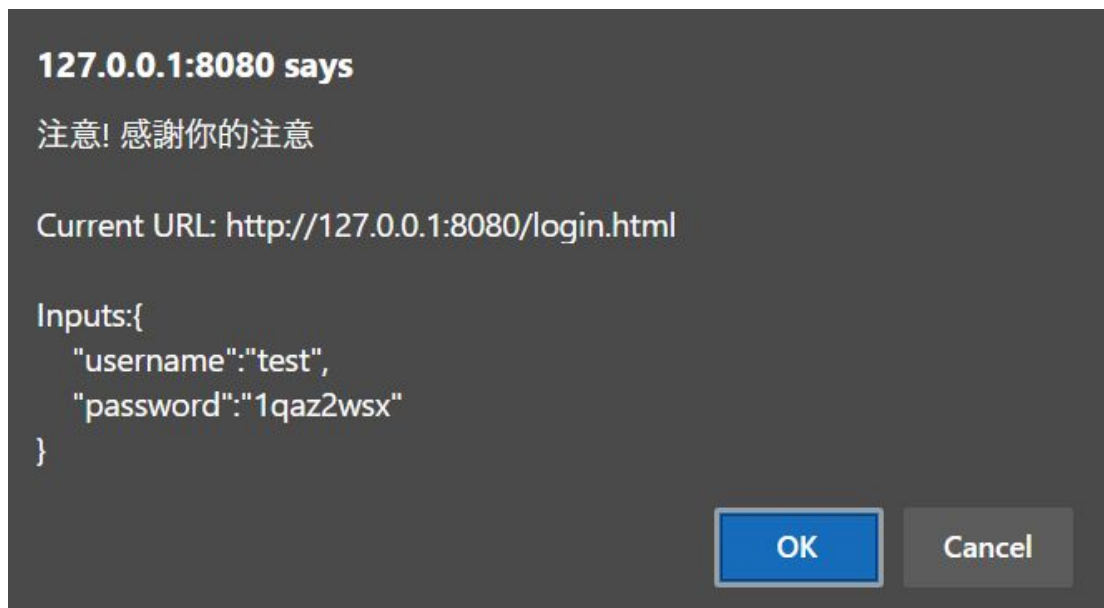 127.0.0.1:8080 says
注意! 感謝你的注意
Current URL: http://127.0.0.1:8080/login.html
Inputs:{
"username":"test",
"password":"1qaz2wsx"
}
OK
Cancel